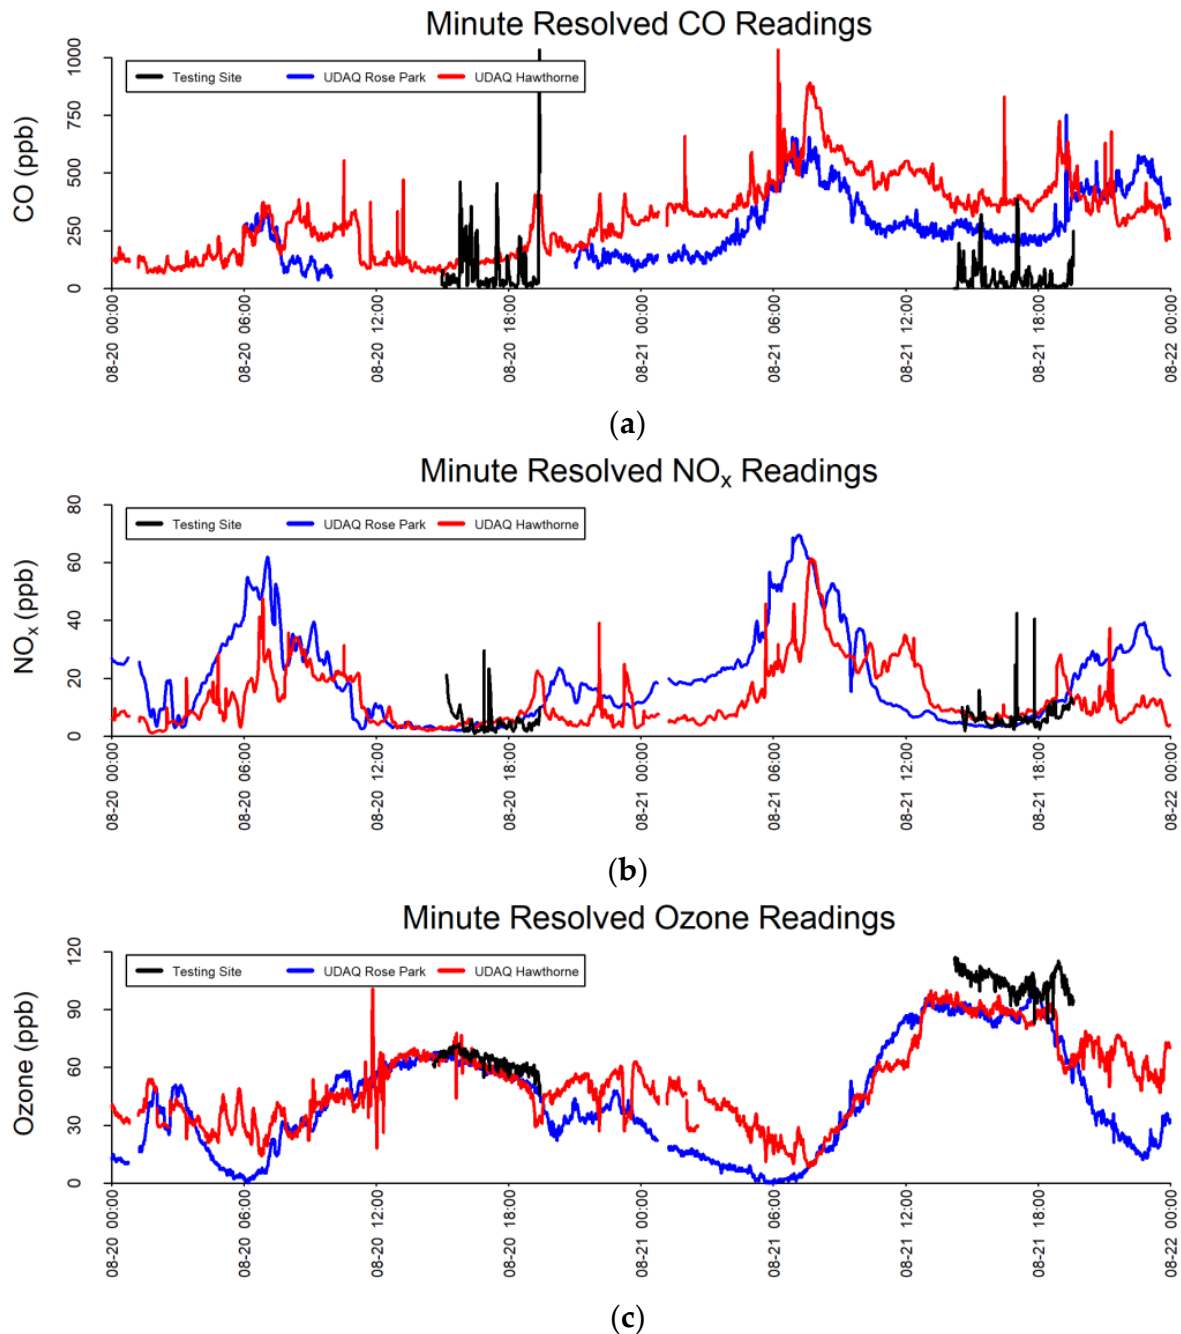 Minute Resolved CO Readings
CO (ppb)
1000
750
500
250
0
Testing Site
UDAQ Rose Park
UDAQ Hawthorne
08-20 00:00
08-20 06:00
08-20 12:00
08-20 18:00
08-21 00:00
08-21 06:00
08-21 12:00
08-21 18:00
08-22 00:00
(a)
Minute Resolved NOx Readings
NOx (ppb)
80
60
40
20
0
Testing Site
UDAQ Rose Park
UDAQ Hawthorne
08-20 00:00
08-20 06:00
08-20 12:00
08-20 18:00
08-21 00:00
08-21 06:00
08-21 12:00
08-21 18:00
08-22 00:00
(b)
Minute Resolved Ozone Readings
Ozone (ppb)
120
90
60
30
0
Testing Site
UDAQ Rose Park
UDAQ Hawthorne
08-20 00:00
08-20 06:00
08-20 12:00
08-20 18:00
08-21 00:00
08-21 06:00
08-21 12:00
08-21 18:00
08-22 00:00
(c)